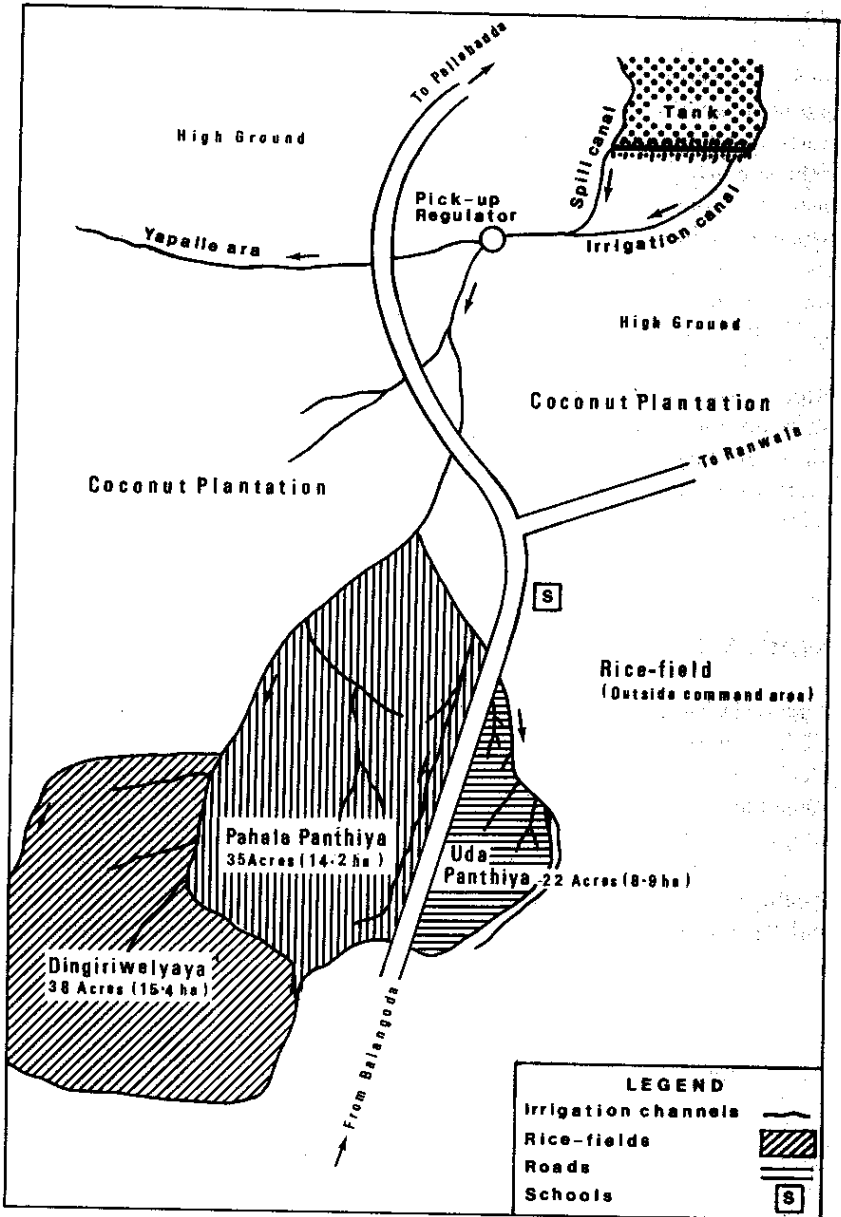 To Pallebadda
Tank
High Ground
Spill canal
Pick-up
Regulator
Irrigation canal
Yapalle ara
High Ground
Coconut Plantation
To Ranwala
Coconut Plantation
S
Rice-field
(Outside command area)
Pahala Panthiya
35 Acres (14·2 ha)
Uda
Panthiya 22 Acres (8·9 ha)
Dingiriwelyaya
38 Acres (15·4 ha)
From Balangoda
LEGEND
Irrigation channels
Rice-fields
Roads
Schools S